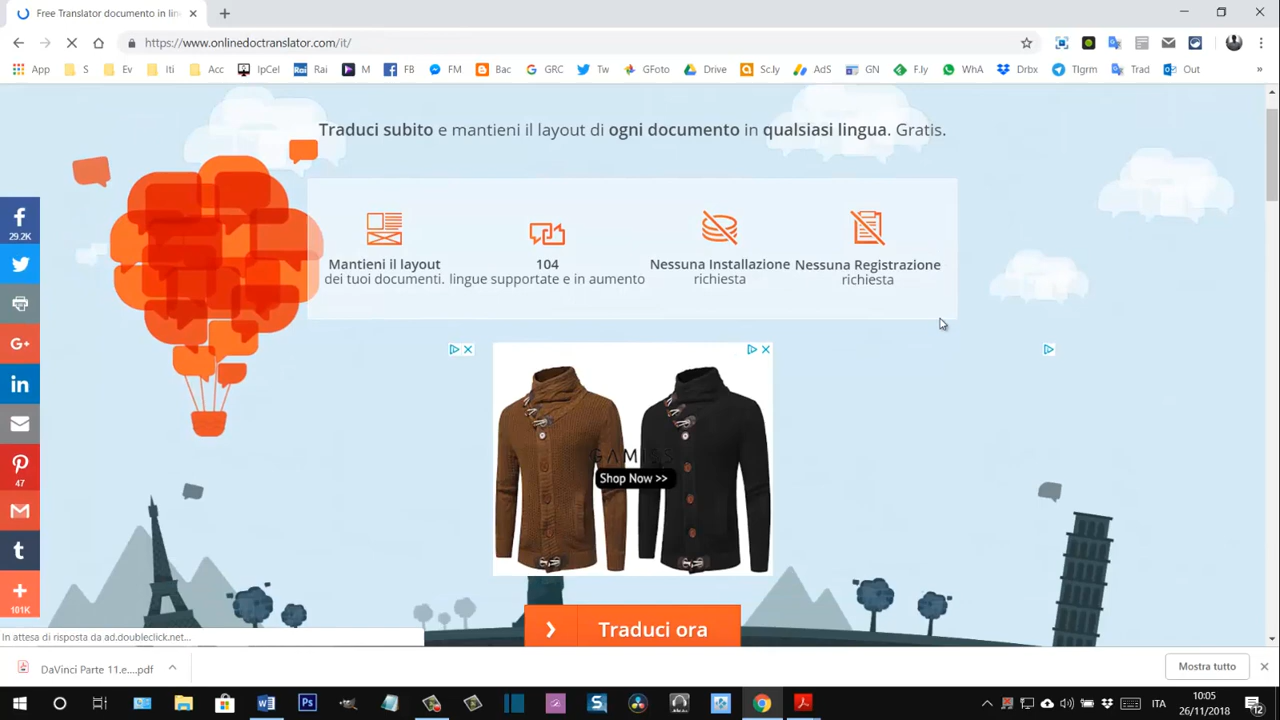 Free Translator documento in lin
https://www.onlinedoctranslator.com/it/
App S Ev Iti Acc IpCel Rai Rai M FB FM Bac GRC Tw GFoto Drive Sc.ly AdS GN F.ly WhA Drbx Tlgrm Trad Out »
Traduci subito e mantieni il layout di ogni documento in qualsiasi lingua. Gratis.
Mantieni il layout
dei tuoi documenti.
104
lingue supportate e in aumento
Nessuna Installazione
richiesta
Nessuna Registrazione
richiesta
29.2K
G+
in
47
t
101K
GAMISS
Shop Now >>
Traduci ora
In attesa di risposta da ad.doubleclick.net...
DaVinci Parte 11.e....pdf
Mostra tutto
ITA
10:05
26/11/2018
12